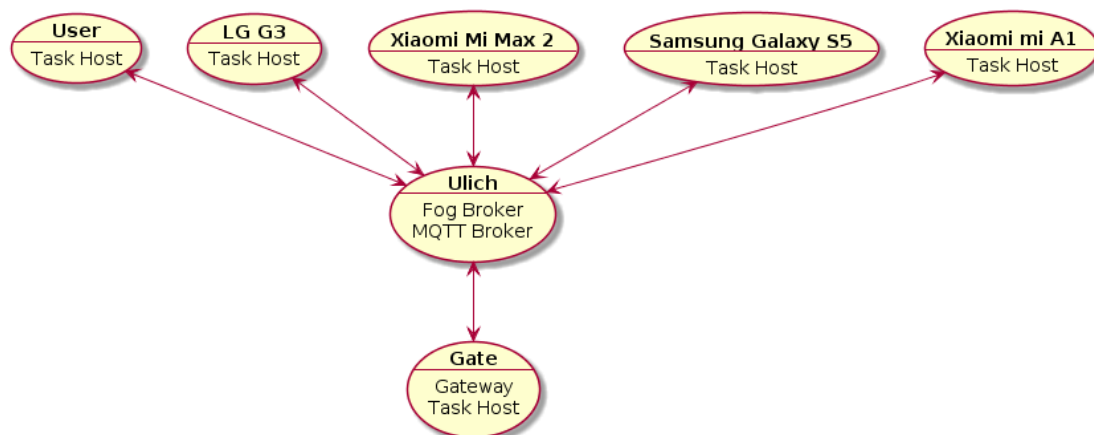 User
Task Host
LG G3
Task Host
Xiaomi Mi Max 2
Task Host
Samsung Galaxy S5
Task Host
Xiaomi mi A1
Task Host
Ulich
Fog Broker
MQTT Broker
Gate
Gateway
Task Host